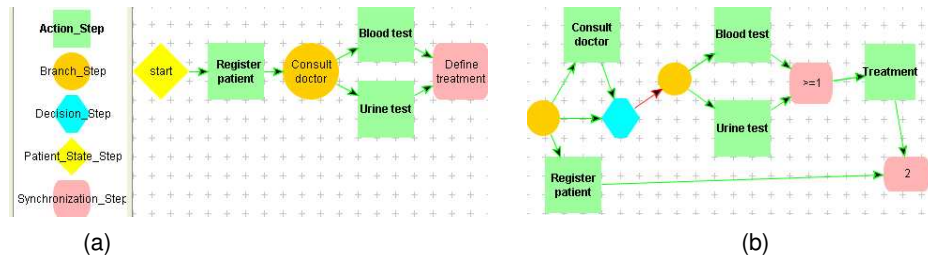 Action_Step
Branch_Step
Decision_Step
Patient_State_Step
Synchronization_Step
start
Register
patient
Consult
doctor
Blood test
Urine test
Define
treatment
(a)
Consult
doctor
Register
patient
Blood test
Urine test
>=1
Treatment
2
(b)